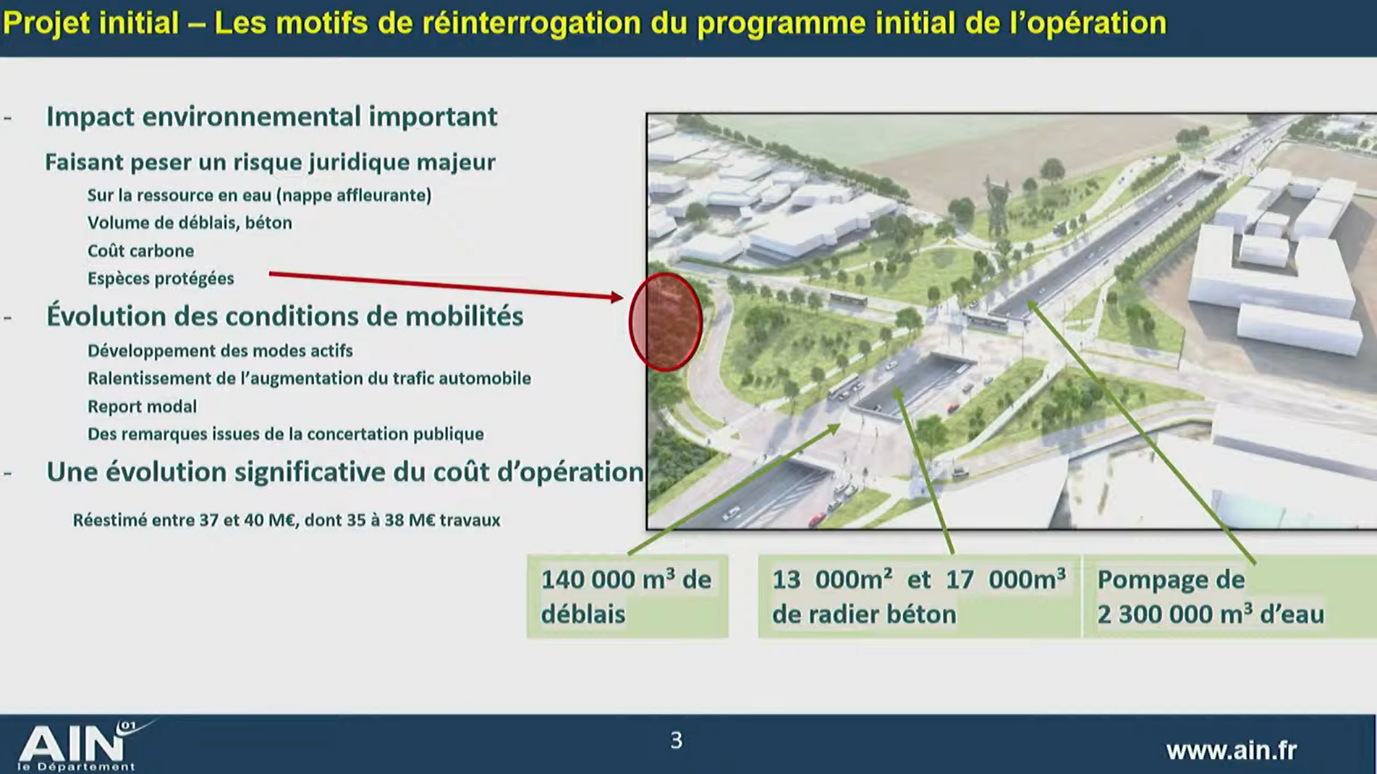 Projet initial – Les motifs de réinterrogation du programme initial de l'opération
- Impact environnemental important
Faisant peser un risque juridique majeur
Sur la ressource en eau (nappe affleurante)
Volume de déblais, béton
Coût carbone
Espèces protégées
- Évolution des conditions de mobilités
Développement des modes actifs
Ralentissement de l'augmentation du trafic automobile
Report modal
Des remarques issues de la concertation publique
- Une évolution significative du coût d'opération
Réestimé entre 37 et 40 M€, dont 35 à 38 M€ travaux
140 000 m³ de
déblais
13 000m² et 17 000m³
de radier béton
Pompage de
2 300 000 m³ d'eau
AIN 01
le Département
3
www.ain.fr